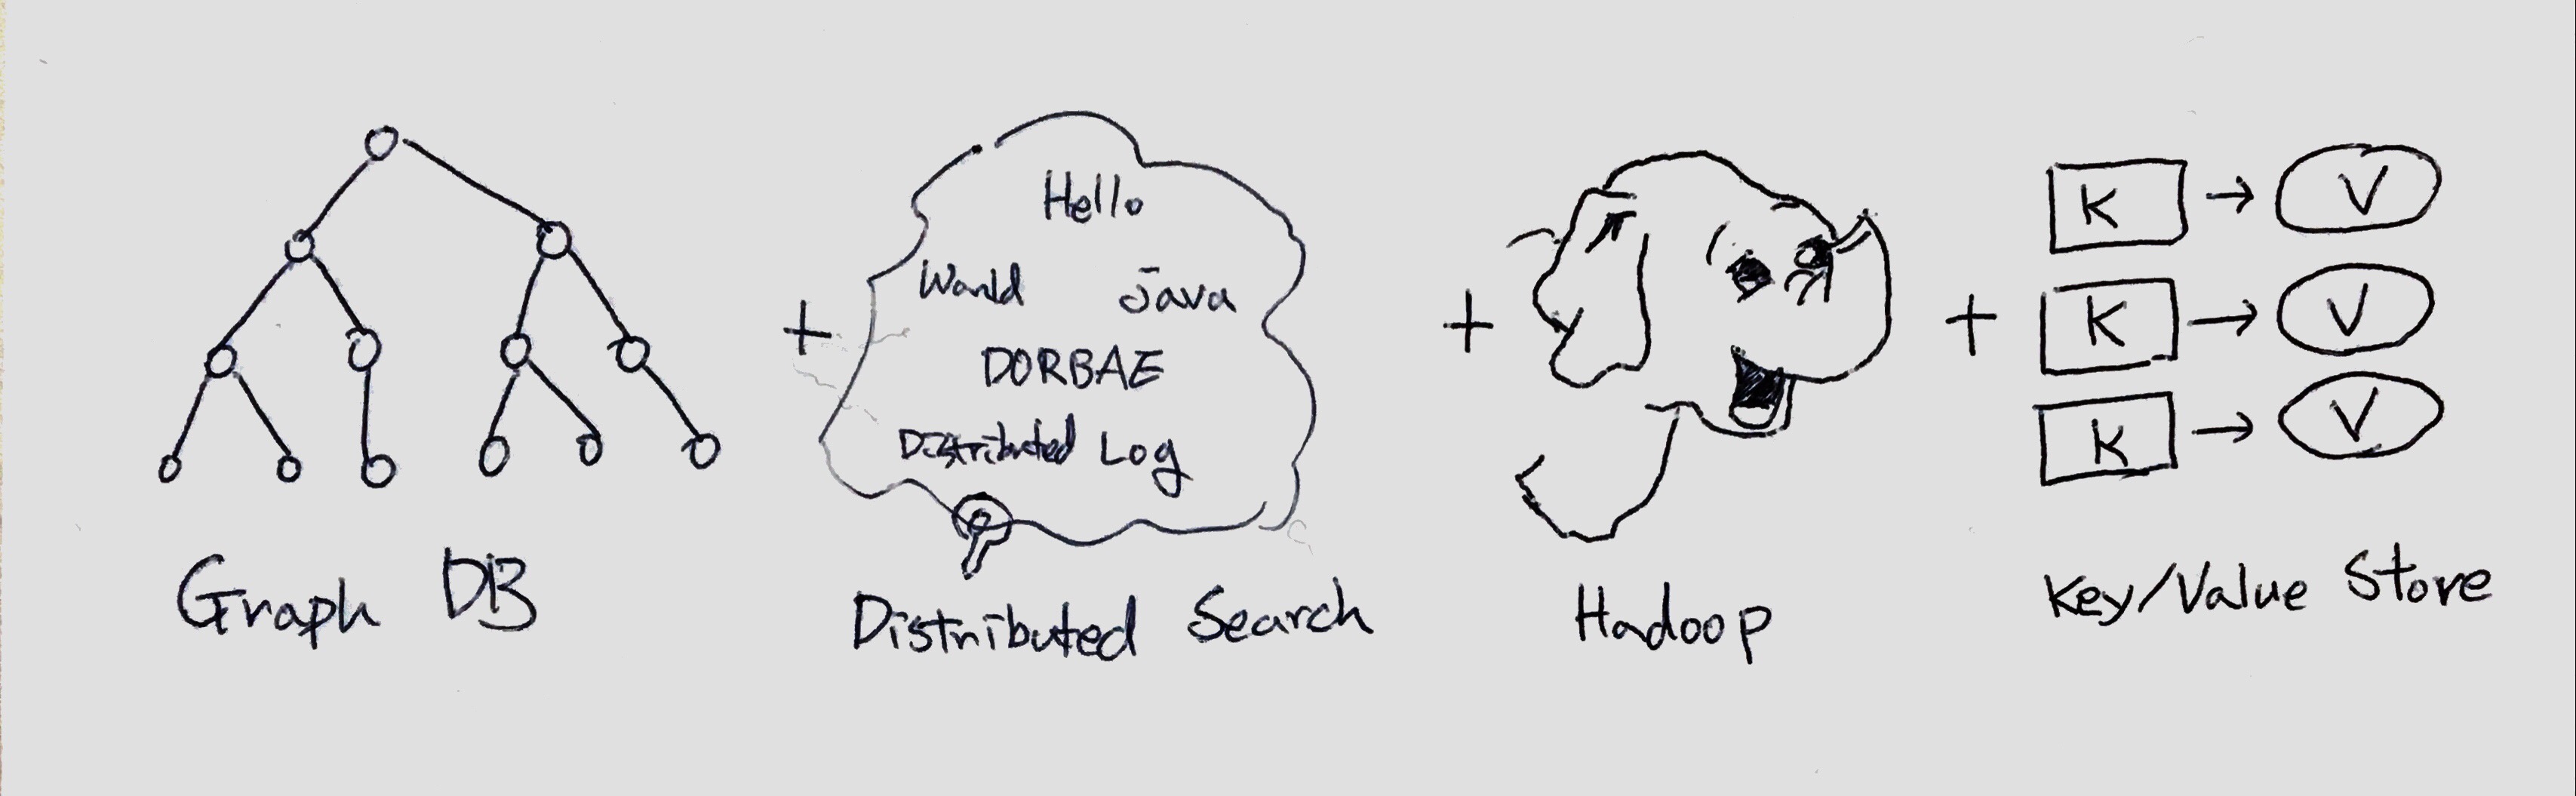 Hello
World java
DORBAE
Distributed Log
+ + +
K → V
K → V
K → V
Graph DB
Distributed Search
Hadoop
Key/Value Store